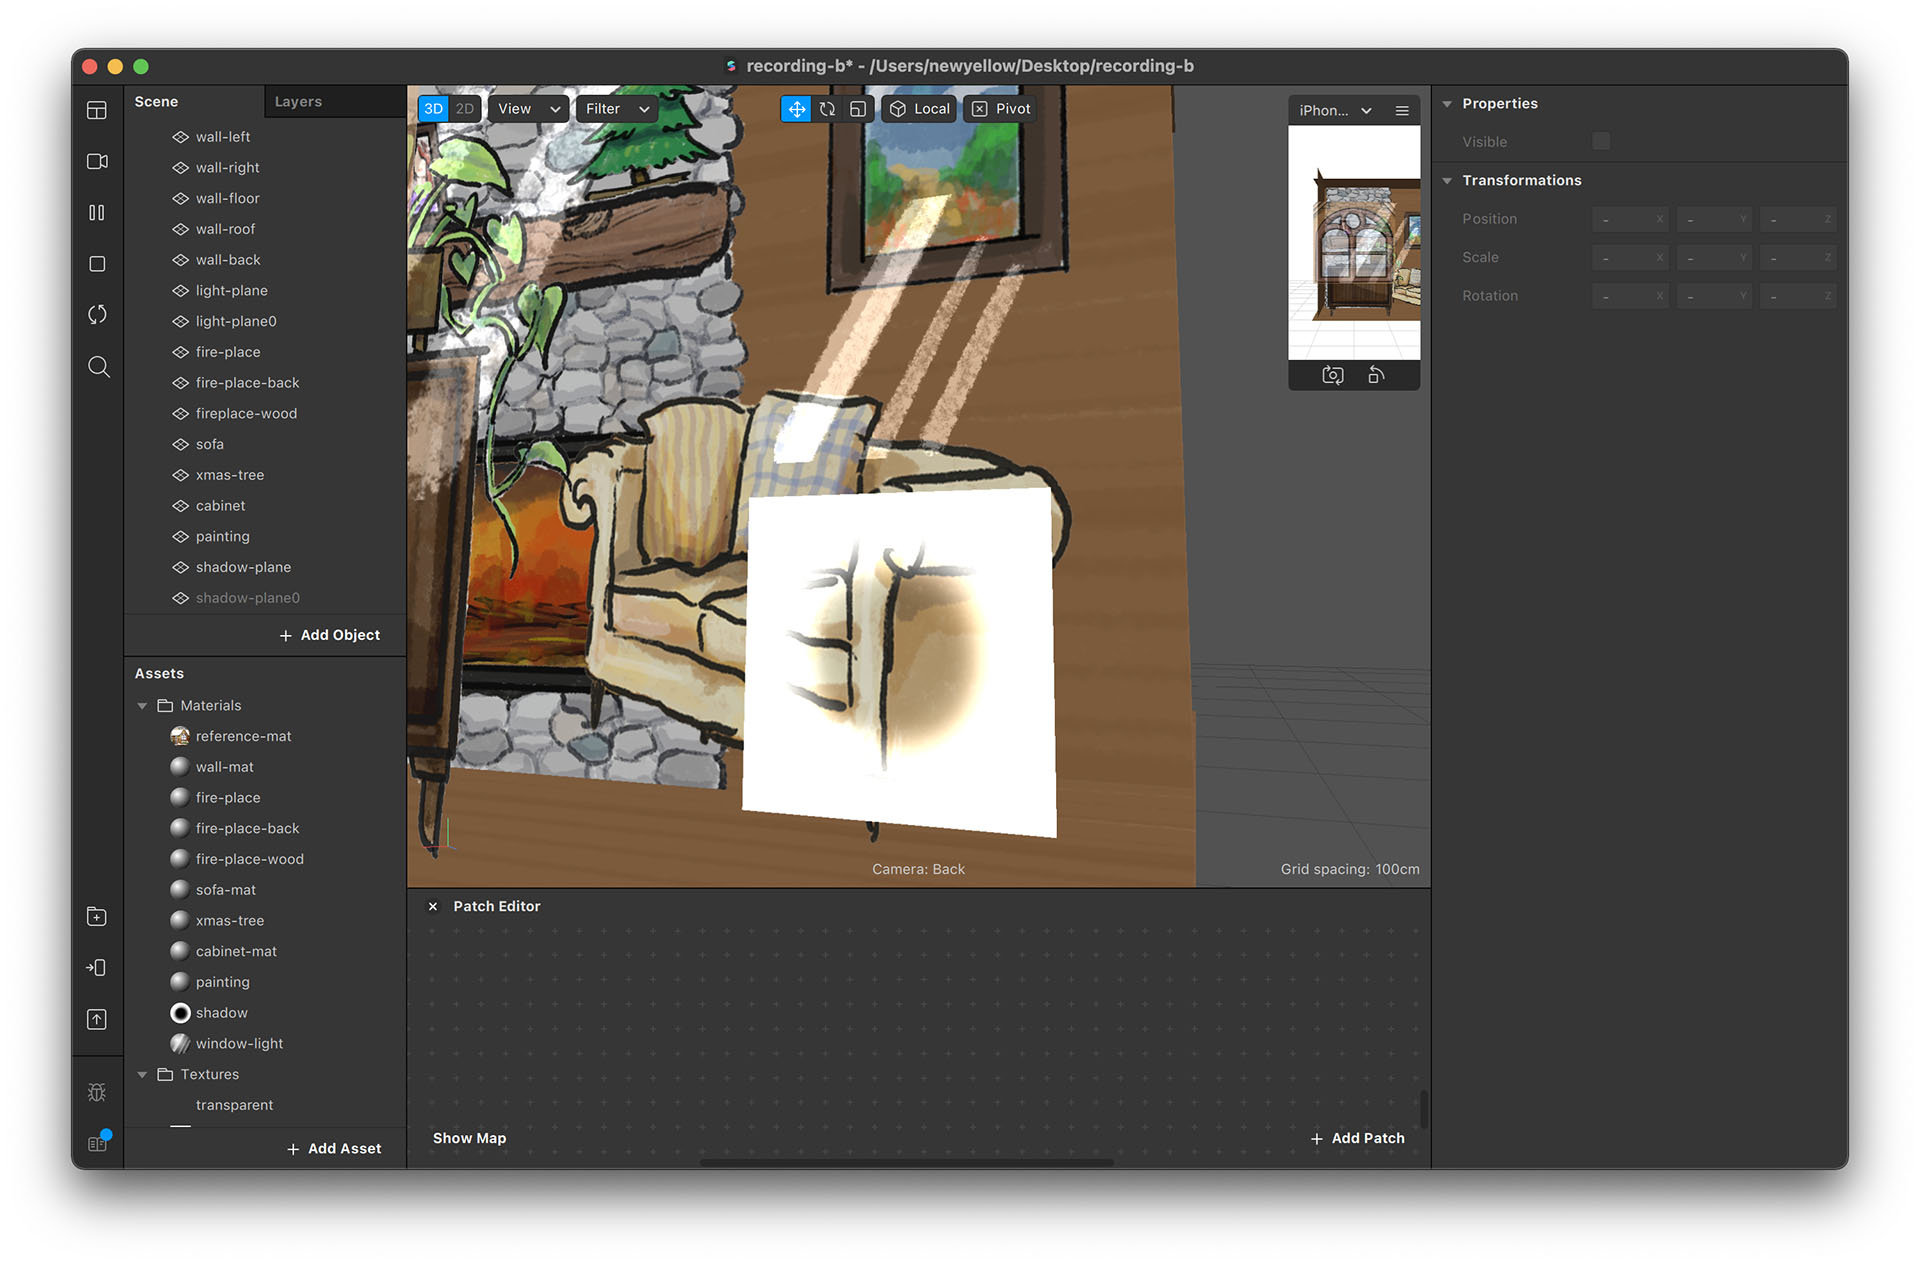 recording-b* - /Users/newyellow/Desktop/recording-b
Scene
Layers
wall-left
wall-right
wall-floor
wall-roof
wall-back
light-plane
light-plane0
fire-place
fire-place-back
fireplace-wood
sofa
xmas-tree
cabinet
painting
shadow-plane
shadow-plane0
+ Add Object
Assets
Materials
reference-mat
wall-mat
fire-place
fire-place-back
fire-place-wood
sofa-mat
xmas-tree
cabinet-mat
painting
shadow
window-light
Textures
transparent
+ Add Asset
3D 2D View Filter Local Pivot
iPhon...
Camera: Back
Grid spacing: 100cm
Patch Editor
Show Map
+ Add Patch
Properties
Visible
Transformations
Position - X - Y - Z
Scale - X - Y - Z
Rotation - X - Y - Z